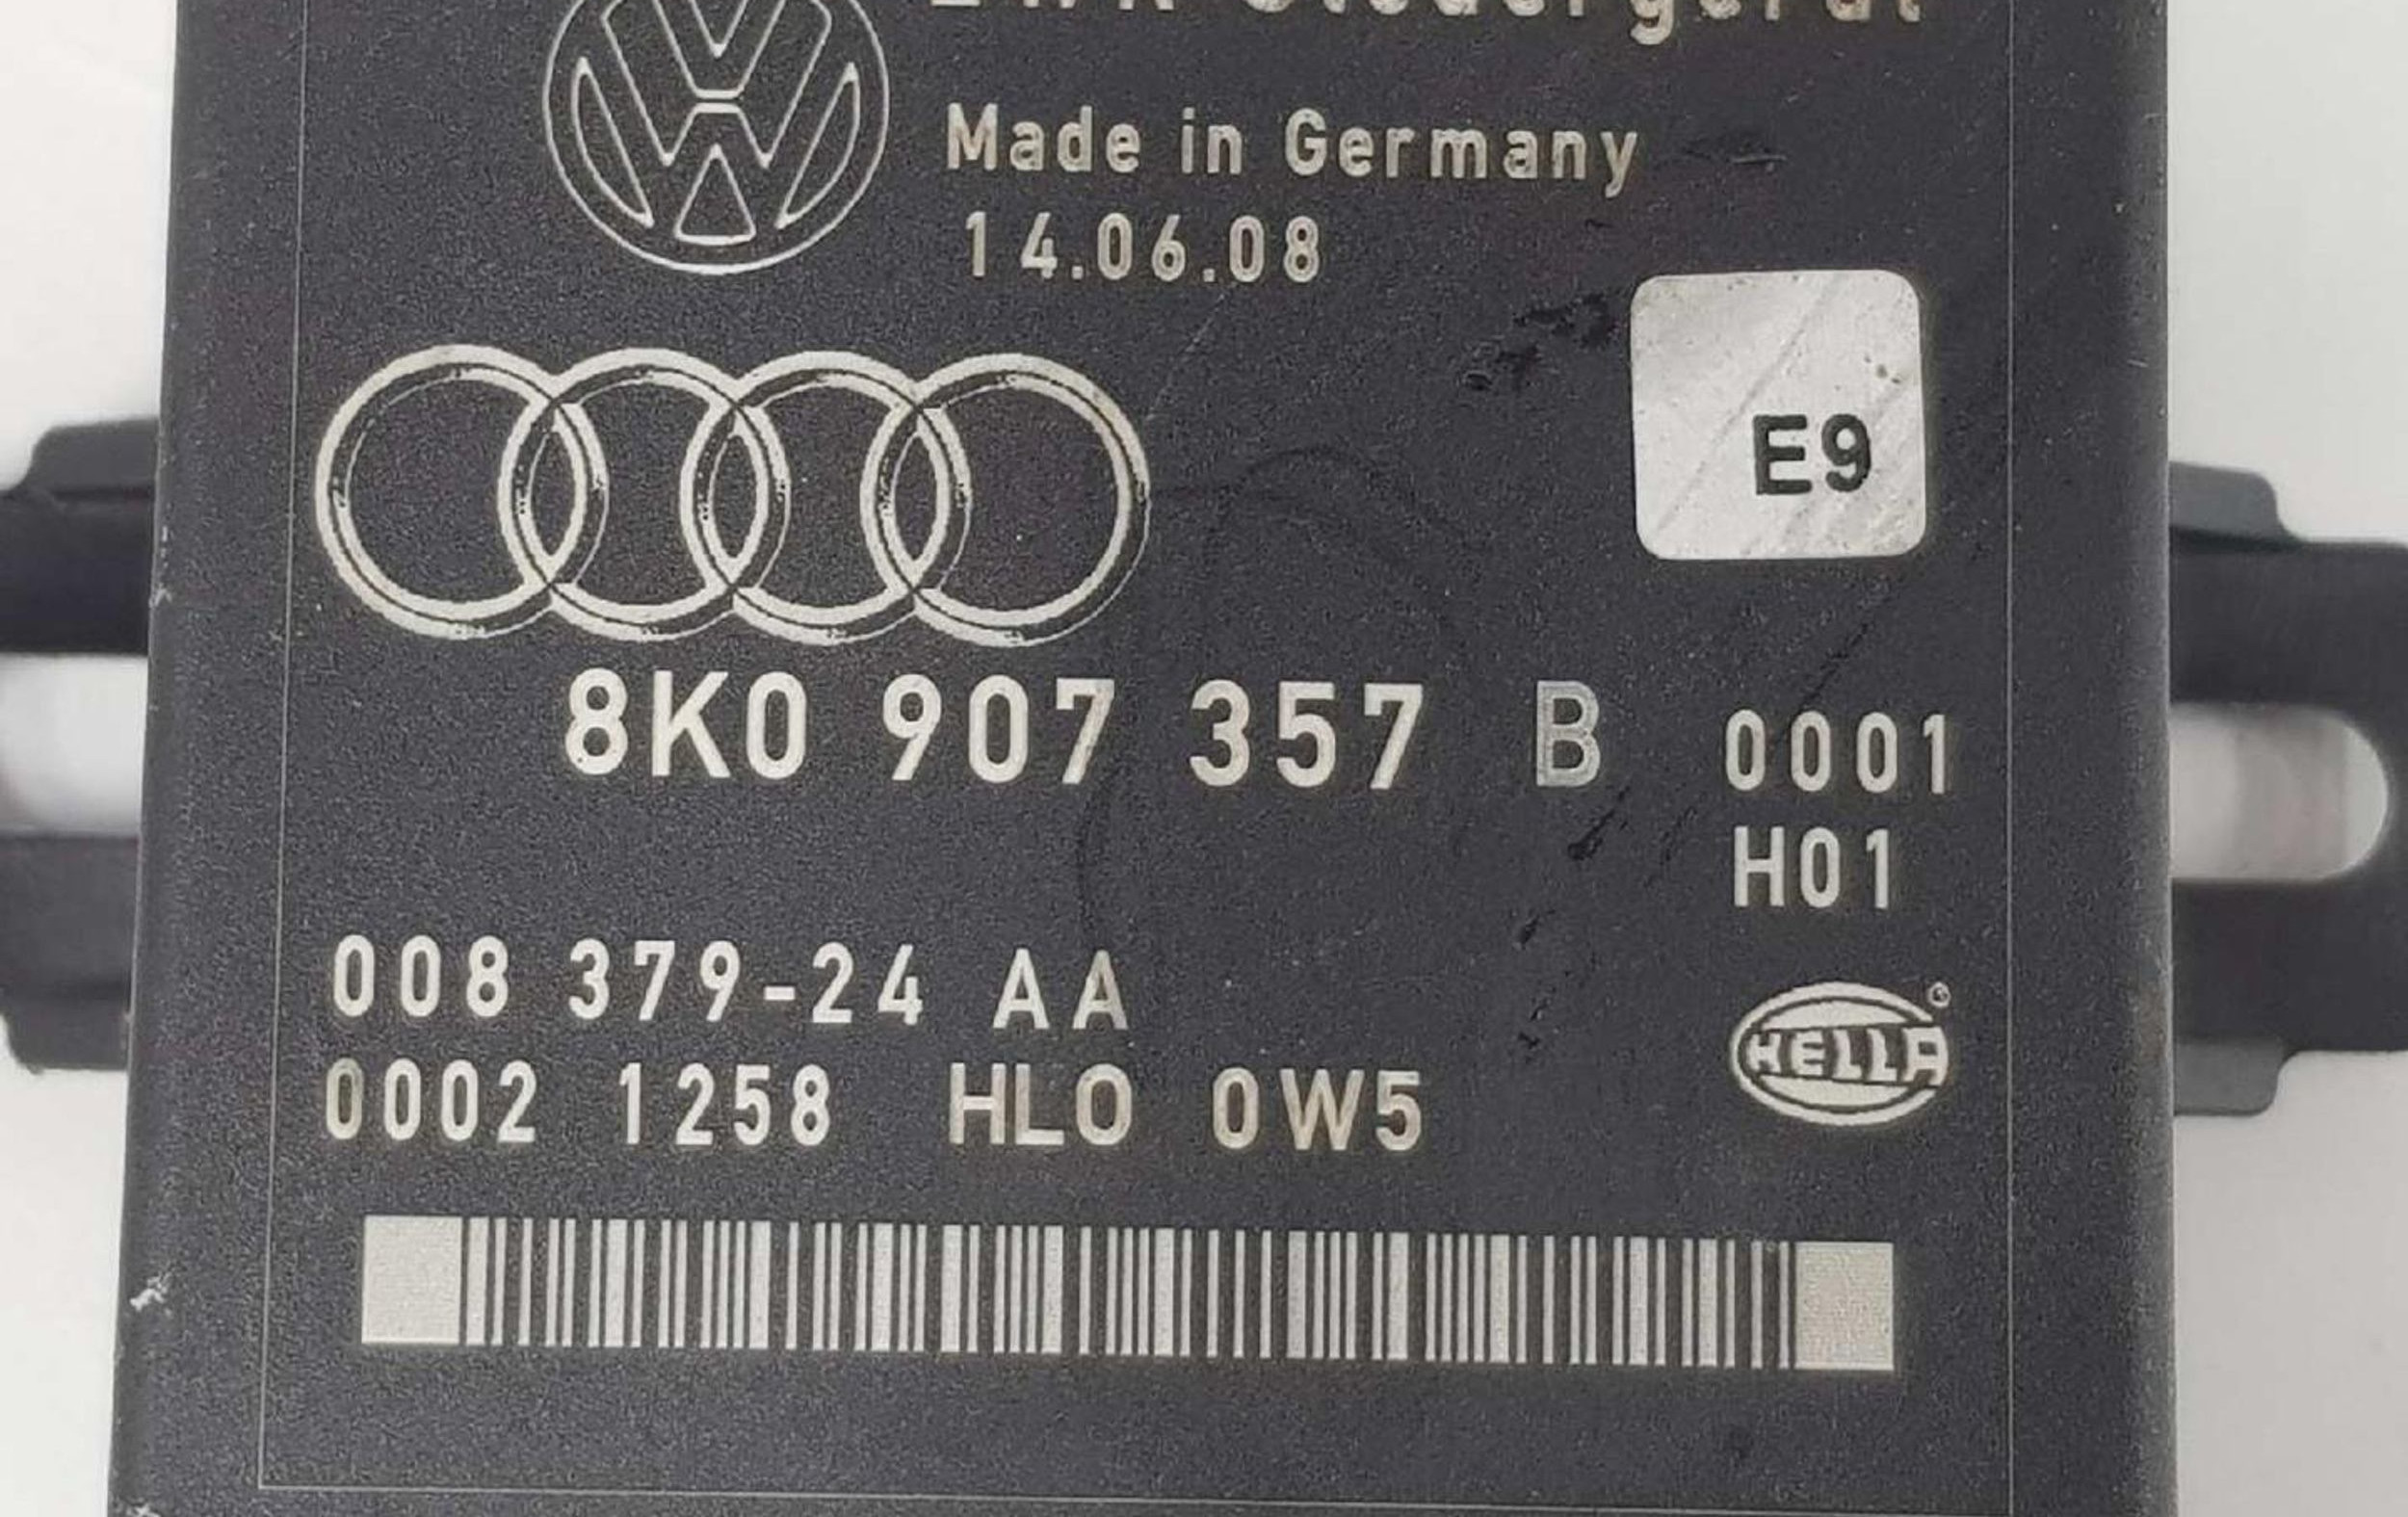 Steuergerät
Made in Germany
14.06.08
E9
8K0 907 357 B 0001
H01
008 379-24 AA
HELLA®
0002 1258 HLO 0W5